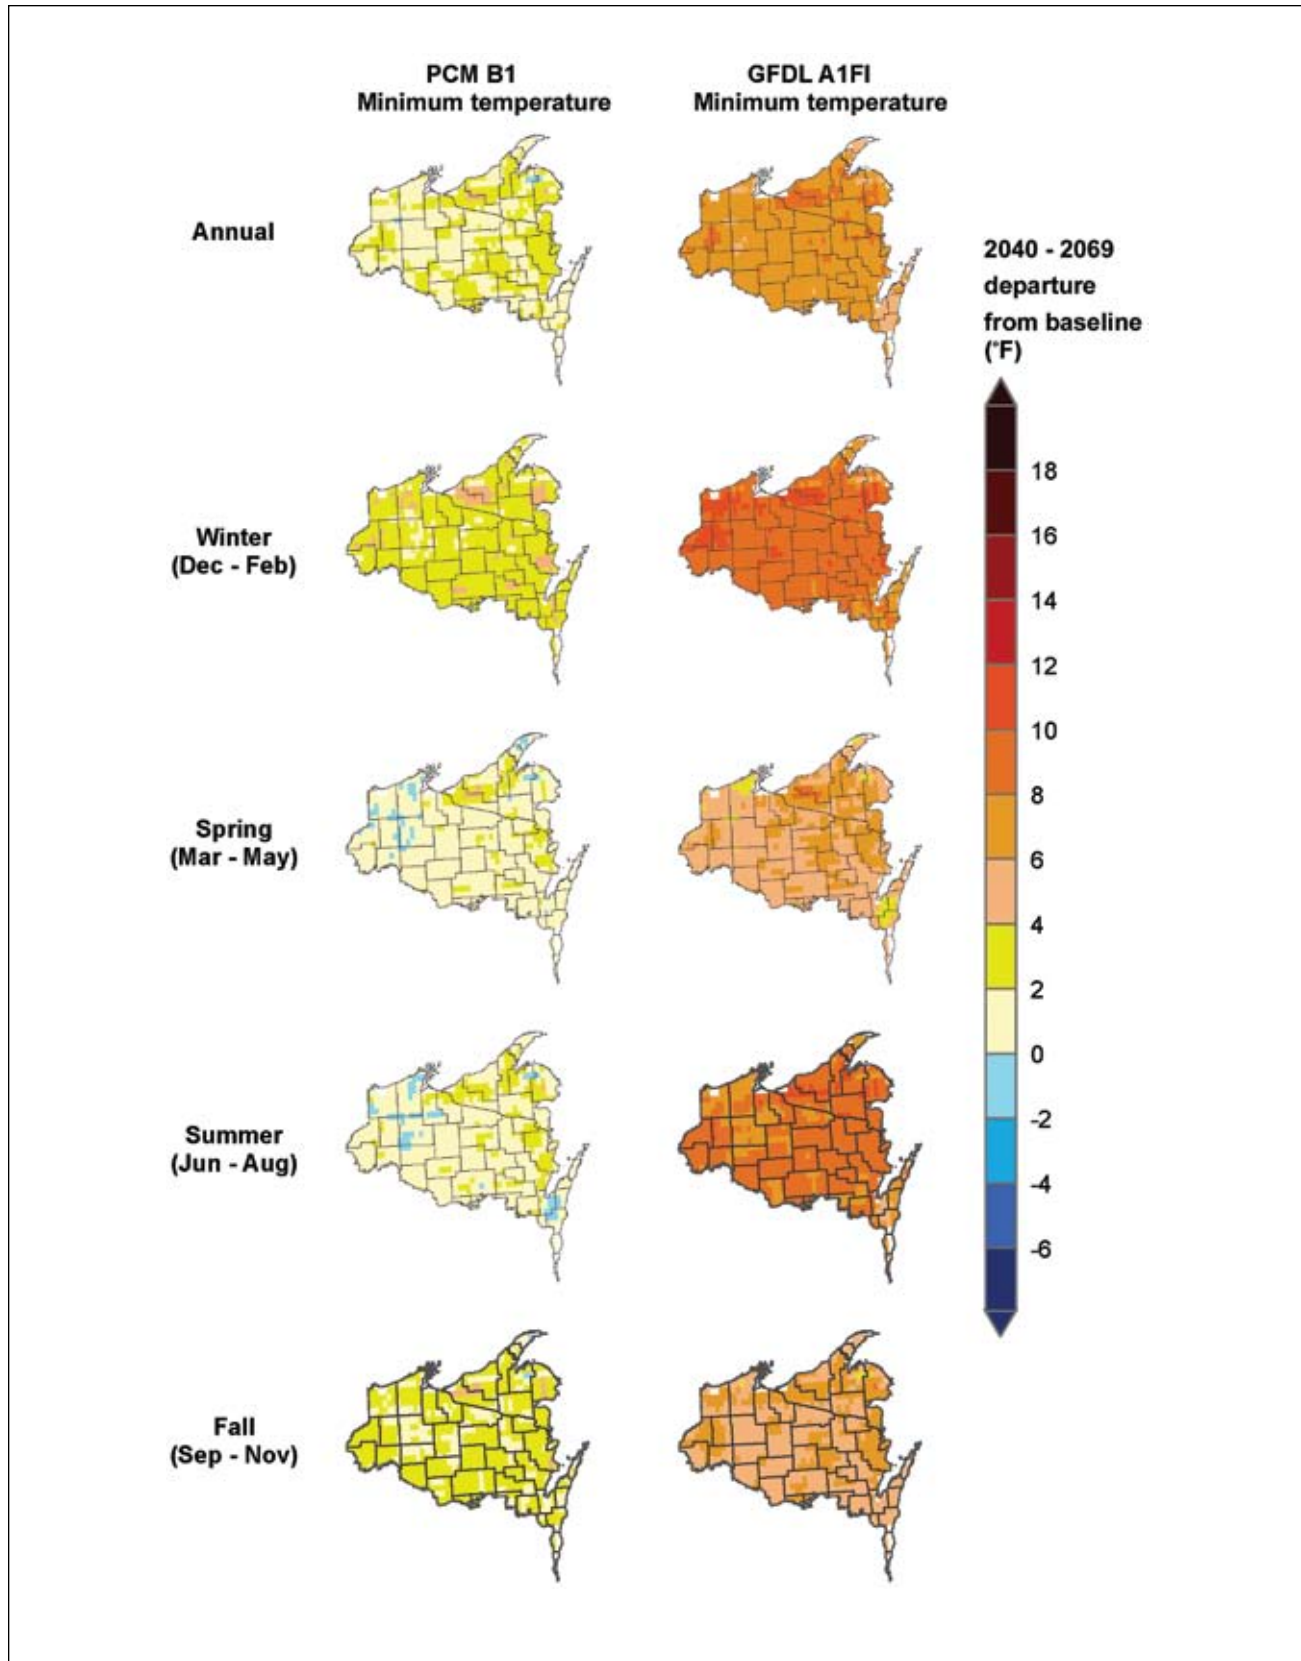 PCM B1
Minimum temperature
GFDL A1FI
Minimum temperature
Annual
2040 - 2069
departure
from baseline
(°F)
Winter
(Dec - Feb)
Spring
(Mar - May)
Summer
(Jun - Aug)
Fall
(Sep - Nov)
18
16
14
12
10
8
6
4
2
0
-2
-4
-6